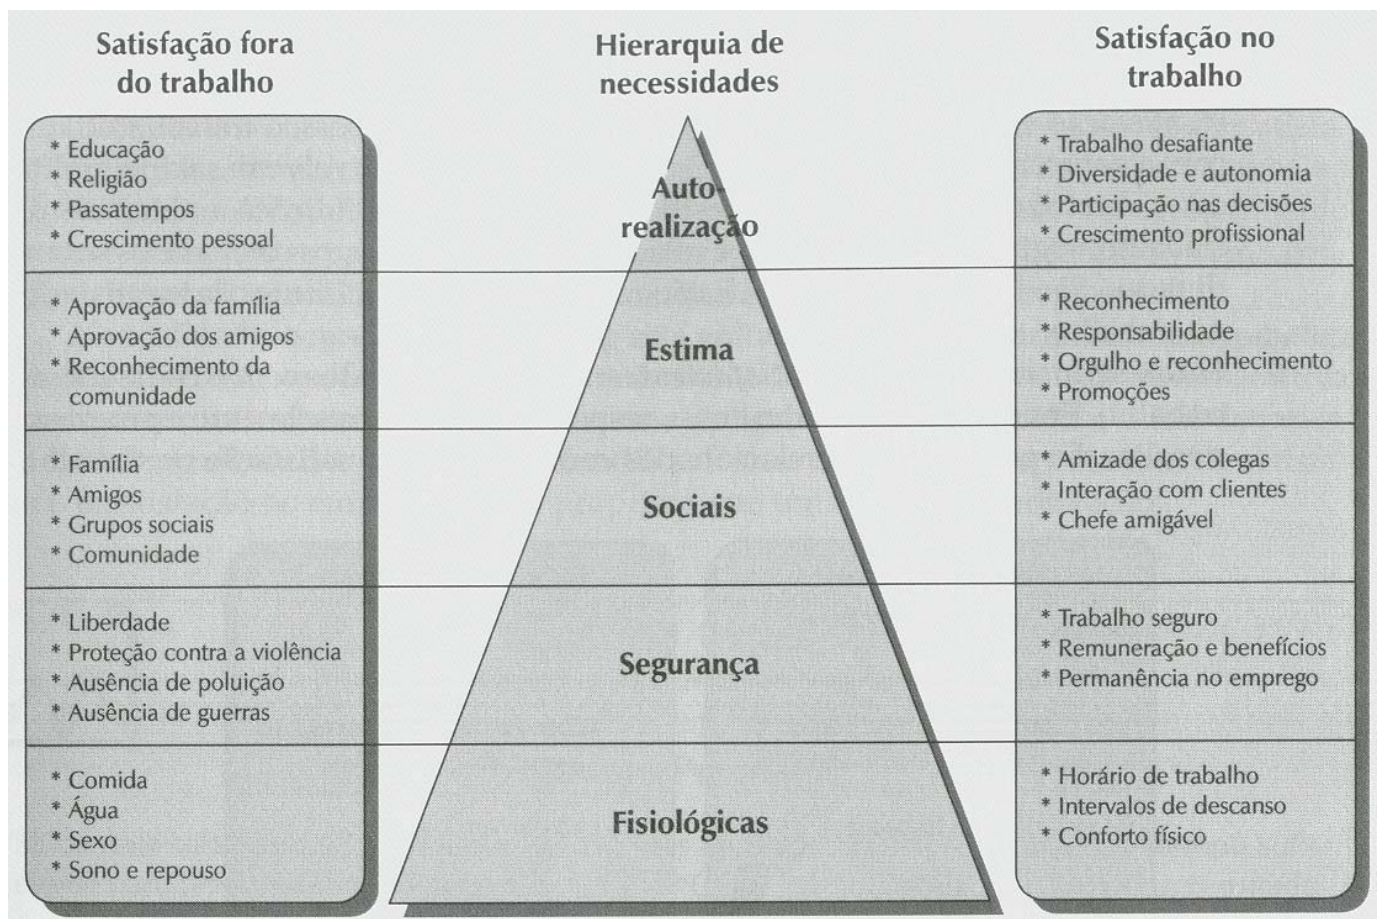 Satisfação fora
do trabalho
* Educação
* Religião
* Passatempos
* Crescimento pessoal
* Aprovação da família
* Aprovação dos amigos
* Reconhecimento da
comunidade
* Família
* Amigos
* Grupos sociais
* Comunidade
* Liberdade
* Proteção contra a violência
* Ausência de poluição
* Ausência de guerras
* Comida
* Água
* Sexo
* Sono e repouso
Hierarquia de
necessidades
Auto-
realização
Estima
Sociais
Segurança
Fisiológicas
Satisfação no
trabalho
* Trabalho desafiante
* Diversidade e autonomia
* Participação nas decisões
* Crescimento profissional
* Reconhecimento
* Responsabilidade
* Orgulho e reconhecimento
* Promoções
* Amizade dos colegas
* Interação com clientes
* Chefe amigável
* Trabalho seguro
* Remuneração e benefícios
* Permanência no emprego
* Horário de trabalho
* Intervalos de descanso
* Conforto físico